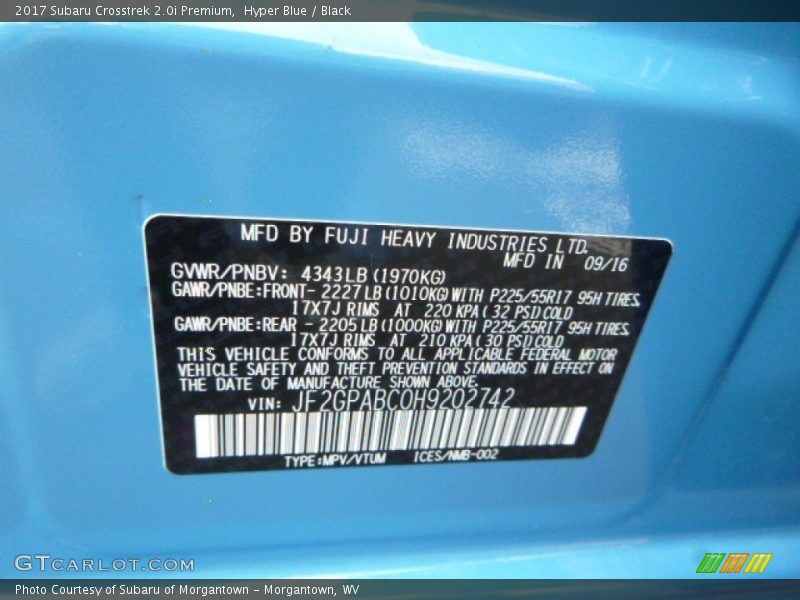 2017 Subaru Crosstrek 2.0i Premium, Hyper Blue / Black
MFD BY FUJI HEAVY INDUSTRIES LTD.
MFD IN 09/16
GVWR/PNBV: 4343LB (1970KG)
GAWR/PNBE:FRONT- 2227LB (1010KG) WITH P225/55R17 95H TIRES.
17X7J RIMS AT 220 KPA ( 32 PSI) COLD
GAWR/PNBE:REAR - 2205LB (1000KG) WITH P225/55R17 95H TIRES.
17X7J RIMS AT 210 KPA ( 30 PSI) COLD
THIS VEHICLE CONFORMS TO ALL APPLICABLE FEDERAL MOTOR
VEHICLE SAFETY AND THEFT PREVENTION STANDARDS IN EFFECT ON
THE DATE OF MANUFACTURE SHOWN ABOVE.
VIN: JF2GPABC0H9202742
TYPE:MPV/VTUM ICES/NMB-002
GTCARLOT.COM
Photo Courtesy of Subaru of Morgantown - Morgantown, WV